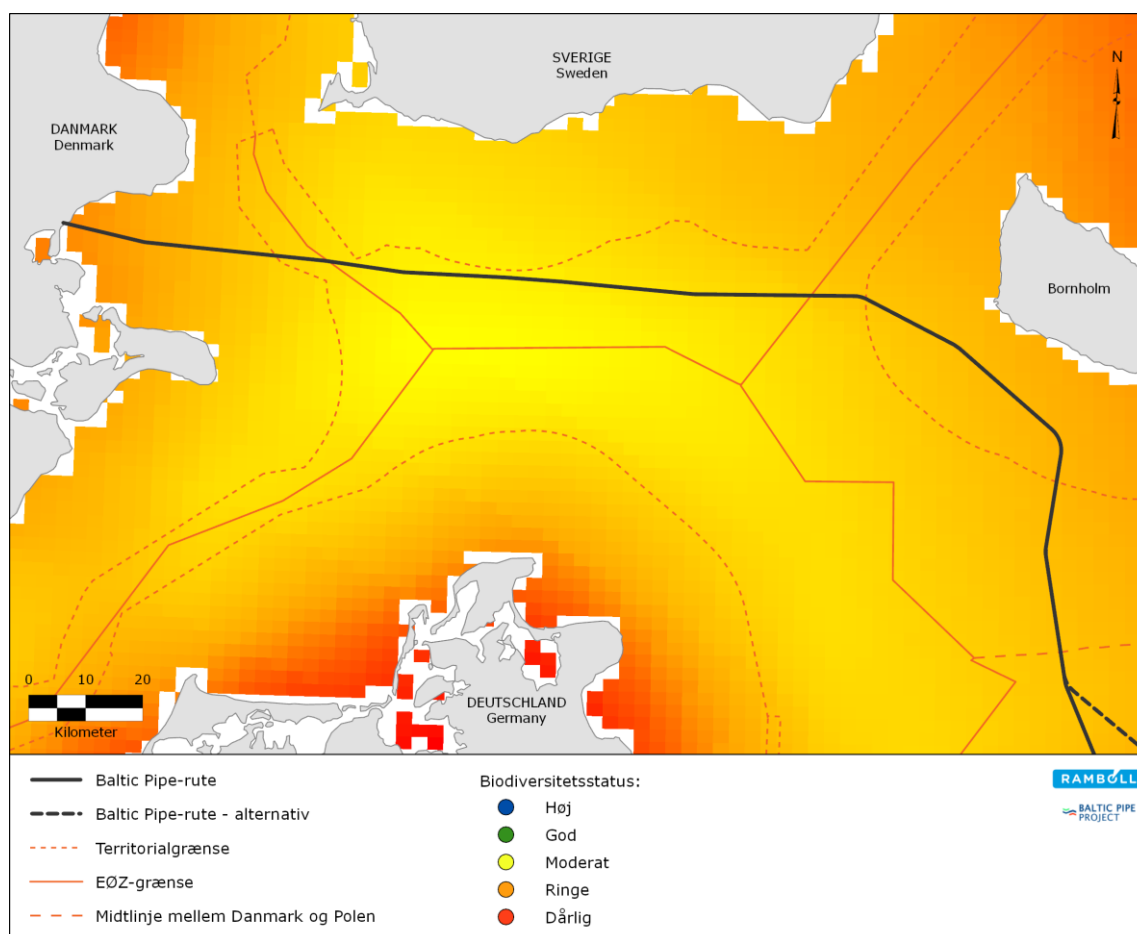 SVERIGE
Sweden
N
DANMARK
Denmark
Bornholm
0 10 20
Kilometer
DEUTSCHLAND
Germany
Baltic Pipe-rute
Baltic Pipe-rute - alternativ
Territorialgrænse
EØZ-grænse
Midtlinje mellem Danmark og Polen
Biodiversitetsstatus:
Høj
God
Moderat
Ringe
Dårlig
RAMBOLL
BALTIC PIPE
PROJECT